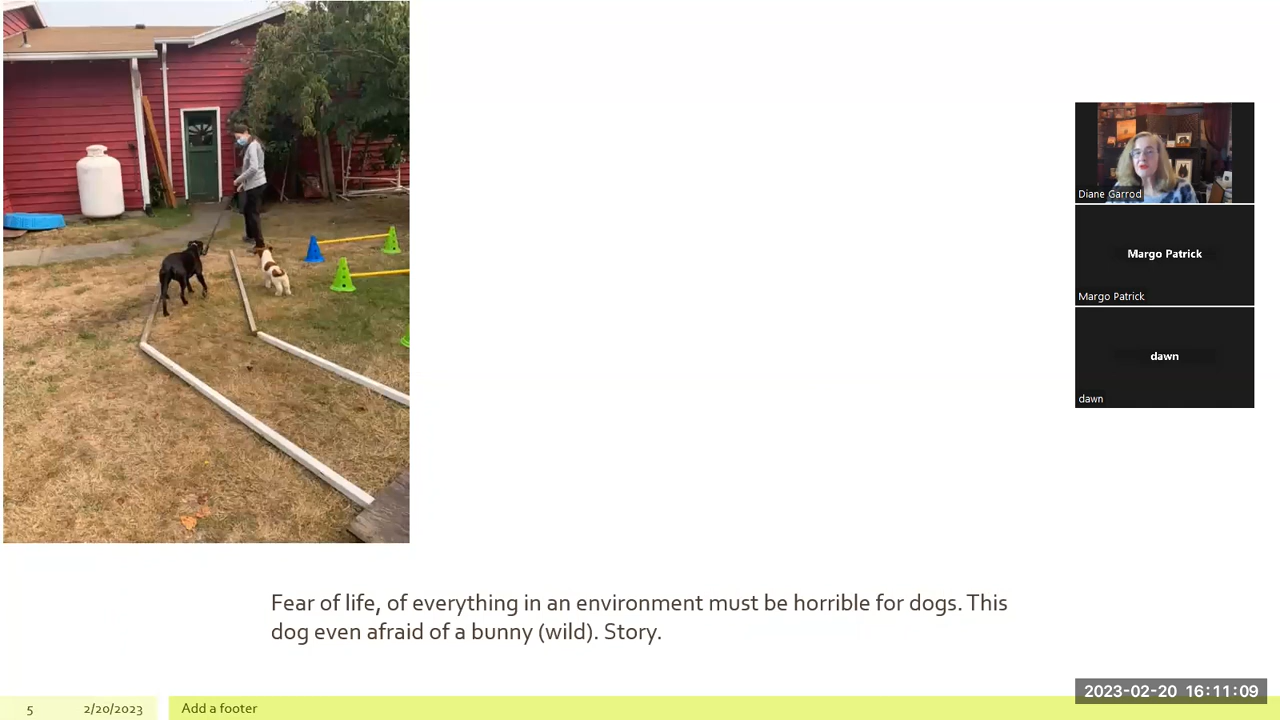 Diane Garrod
Margo Patrick
Margo Patrick
dawn
dawn
Fear of life, of everything in an environment must be horrible for dogs. This
dog even afraid of a bunny (wild). Story.
2023-02-20 16:11:09
5 2/20/2023 Add a footer